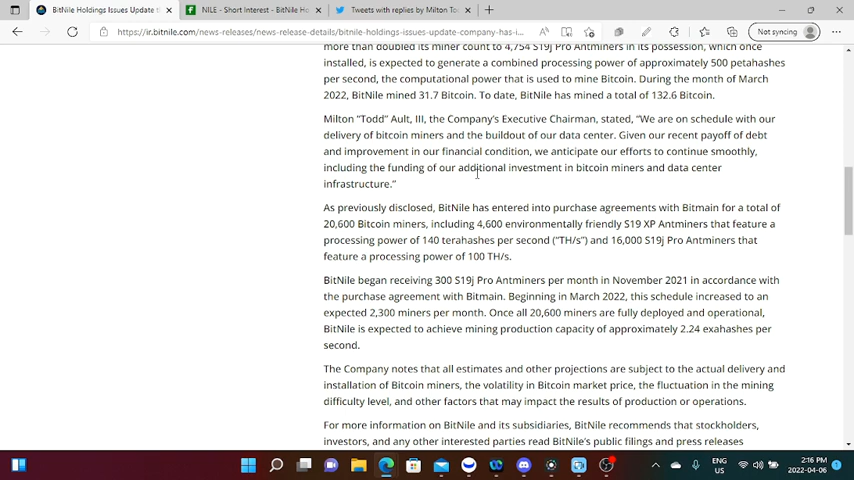 BitNile Holdings Issues Update th
NILE - Short Interest - BitNile Ho
Tweets with replies by Milton To
https://ir.bitnile.com/news-releases/news-release-details/bitnile-holdings-issues-update-company-has-i...
Not syncing
more than doubled its miner count to 4,754 S19j Pro Antminers in its possession, which once
installed, is expected to generate a combined processing power of approximately 500 petahashes
per second, the computational power that is used to mine Bitcoin. During the month of March
2022, BitNile mined 31.7 Bitcoin. To date, BitNile has mined a total of 132.6 Bitcoin.
Milton “Todd” Ault, III, the Company’s Executive Chairman, stated, “We are on schedule with our
delivery of bitcoin miners and the buildout of our data center. Given our recent payoff of debt
and improvement in our financial condition, we anticipate our efforts to continue smoothly,
including the funding of our additional investment in bitcoin miners and data center
infrastructure.”
As previously disclosed, BitNile has entered into purchase agreements with Bitmain for a total of
20,600 Bitcoin miners, including 4,600 environmentally friendly S19 XP Antminers that feature a
processing power of 140 terahashes per second (“TH/s”) and 16,000 S19j Pro Antminers that
feature a processing power of 100 TH/s.
BitNile began receiving 300 S19j Pro Antminers per month in November 2021 in accordance with
the purchase agreement with Bitmain. Beginning in March 2022, this schedule increased to an
expected 2,300 miners per month. Once all 20,600 miners are fully deployed and operational,
BitNile is expected to achieve mining production capacity of approximately 2.24 exahashes per
second.
The Company notes that all estimates and other projections are subject to the actual delivery and
installation of Bitcoin miners, the volatility in Bitcoin market price, the fluctuation in the mining
difficulty level, and other factors that may impact the results of production or operations.
For more information on BitNile and its subsidiaries, BitNile recommends that stockholders,
investors, and any other interested parties read BitNile’s public filings and press releases
ENG
US
2:16 PM
2022-04-06